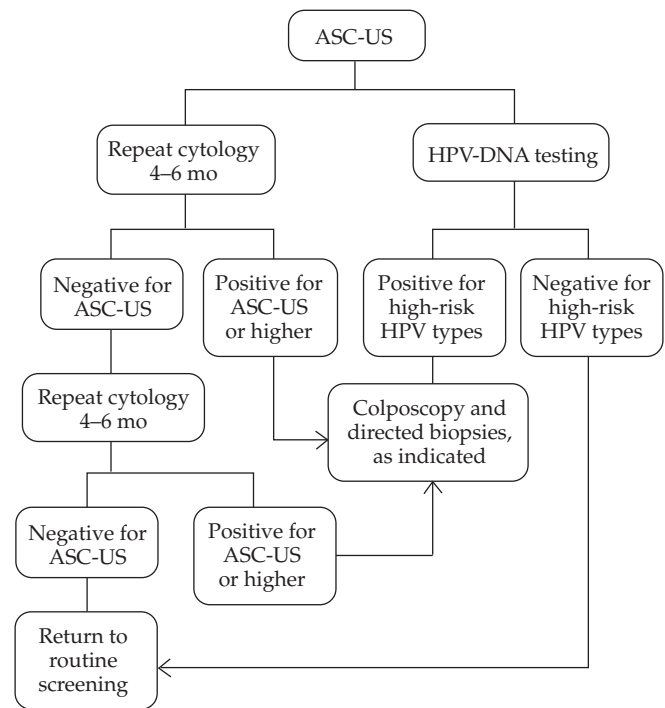 ASC-US
Repeat cytology
4–6 mo
HPV-DNA testing
Negative for
ASC-US
Positive for
ASC-US
or higher
Positive for
high-risk
HPV types
Negative for
high-risk
HPV types
Repeat cytology
4–6 mo
Colposcopy and
directed biopsies,
as indicated
Negative for
ASC-US
Positive for
ASC-US
or higher
Return to
routine
screening